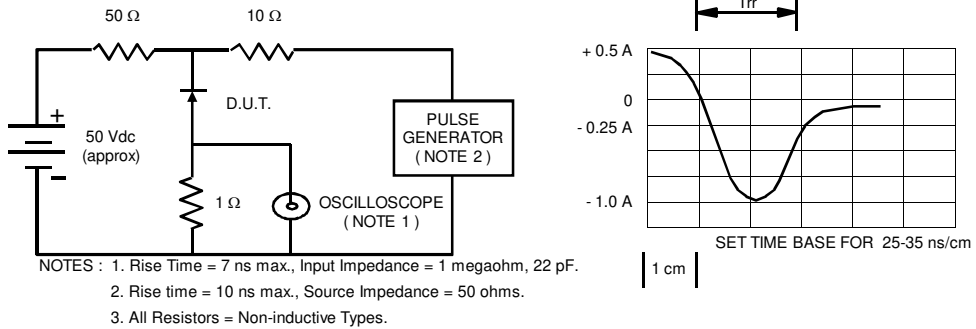 50 Ω
10 Ω
Trr
+
50 Vdc
(approx)
D.U.T.
1 Ω
OSCILLOSCOPE
( NOTE 1 )
PULSE
GENERATOR
( NOTE 2 )
+ 0.5 A
0
- 0.25 A
- 1.0 A
SET TIME BASE FOR 25-35 ns/cm
1 cm
NOTES : 1. Rise Time = 7 ns max., Input Impedance = 1 megaohm, 22 pF.
2. Rise time = 10 ns max., Source Impedance = 50 ohms.
3. All Resistors = Non-inductive Types.